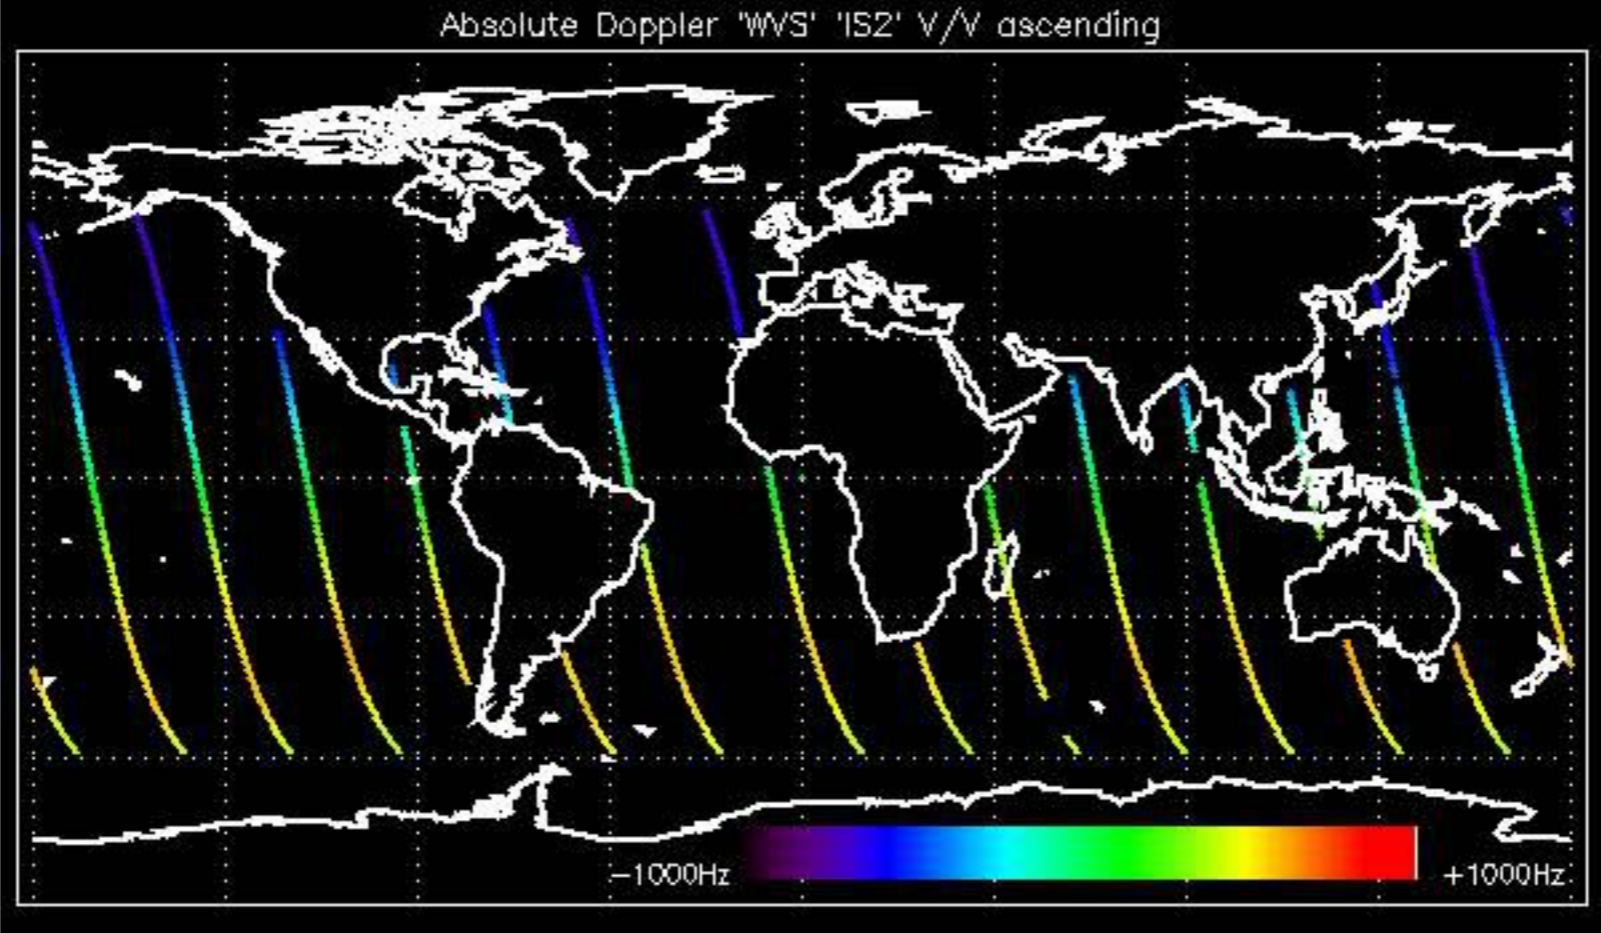 Absolute Doppler 'WVS' 'IS2' V/V ascending
−1000Hz
+1000Hz